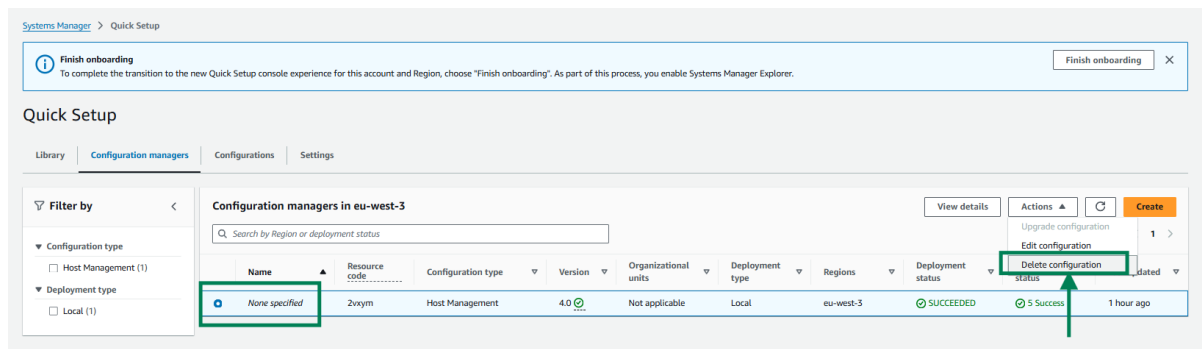 Systems Manager > Quick Setup
Finish onboarding
To complete the transition to the new Quick Setup console experience for this account and Region, choose "Finish onboarding". As part of this process, you enable Systems Manager Explorer.
Finish onboarding
Quick Setup
Library
Configuration managers
Configurations
Settings
Filter by
Configuration type
Host Management (1)
Deployment type
Local (1)
Configuration managers in eu-west-3
View details
Actions
Create
Search by Region or deployment status
Upgrade configuration
Edit configuration
Delete configuration
1
Name
Resource code
Configuration type
Version
Organizational units
Deployment type
Regions
Deployment status
status
None specified
2vxym
Host Management
4.0
Not applicable
Local
eu-west-3
SUCCEEDED
5 Success
1 hour ago